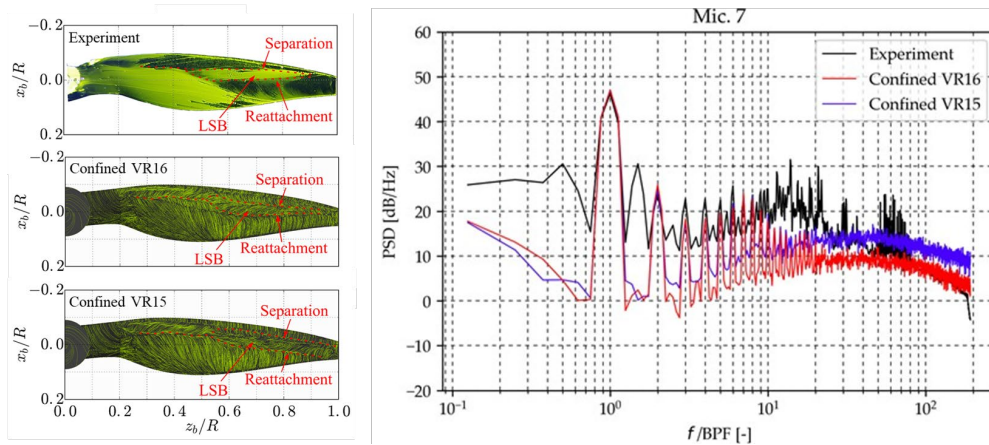 −0.2
Experiment
Separation
x_b/R
0.0
LSB
Reattachment
0.2
−0.2
Confined VR16
Separation
x_b/R
0.0
LSB
Reattachment
0.2
−0.2
Confined VR15
Separation
x_b/R
0.0
LSB
Reattachment
0.2
0.0 0.2 0.4 0.6 0.8 1.0
z_b/R
Mic. 7
60
50
40
30
20
10
0
−10
−20
PSD [dB/Hz]
Experiment
Confined VR16
Confined VR15
10⁻¹ 10⁰ 10¹ 10²
f/BPF [-]